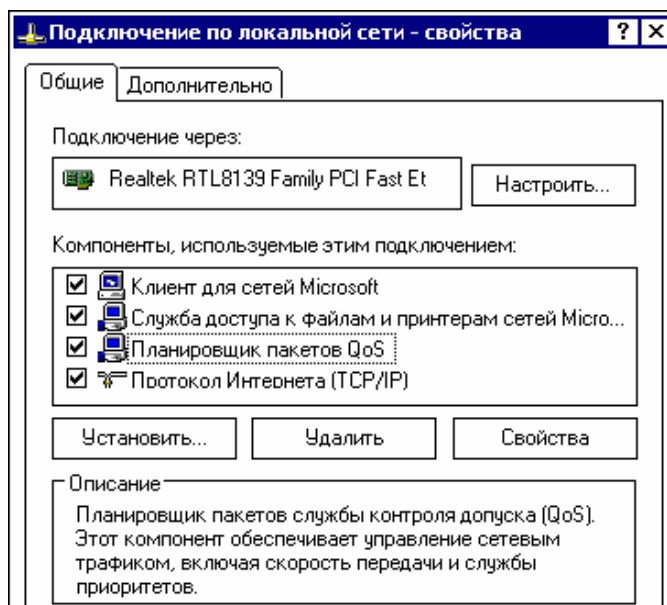 Подключение по локальной сети - свойства
Общие
Дополнительно
Подключение через:
Realtek RTL8139 Family PCI Fast Et
Настроить...
Компоненты, используемые этим подключением:
Клиент для сетей Microsoft
Служба доступа к файлам и принтерам сетей Micro...
Планировщик пакетов QoS
Протокол Интернета (TCP/IP)
Установить...
Удалить
Свойства
Описание
Планировщик пакетов службы контроля допуска (QoS).
Этот компонент обеспечивает управление сетевым
трафиком, включая скорость передачи и службы
приоритетов.